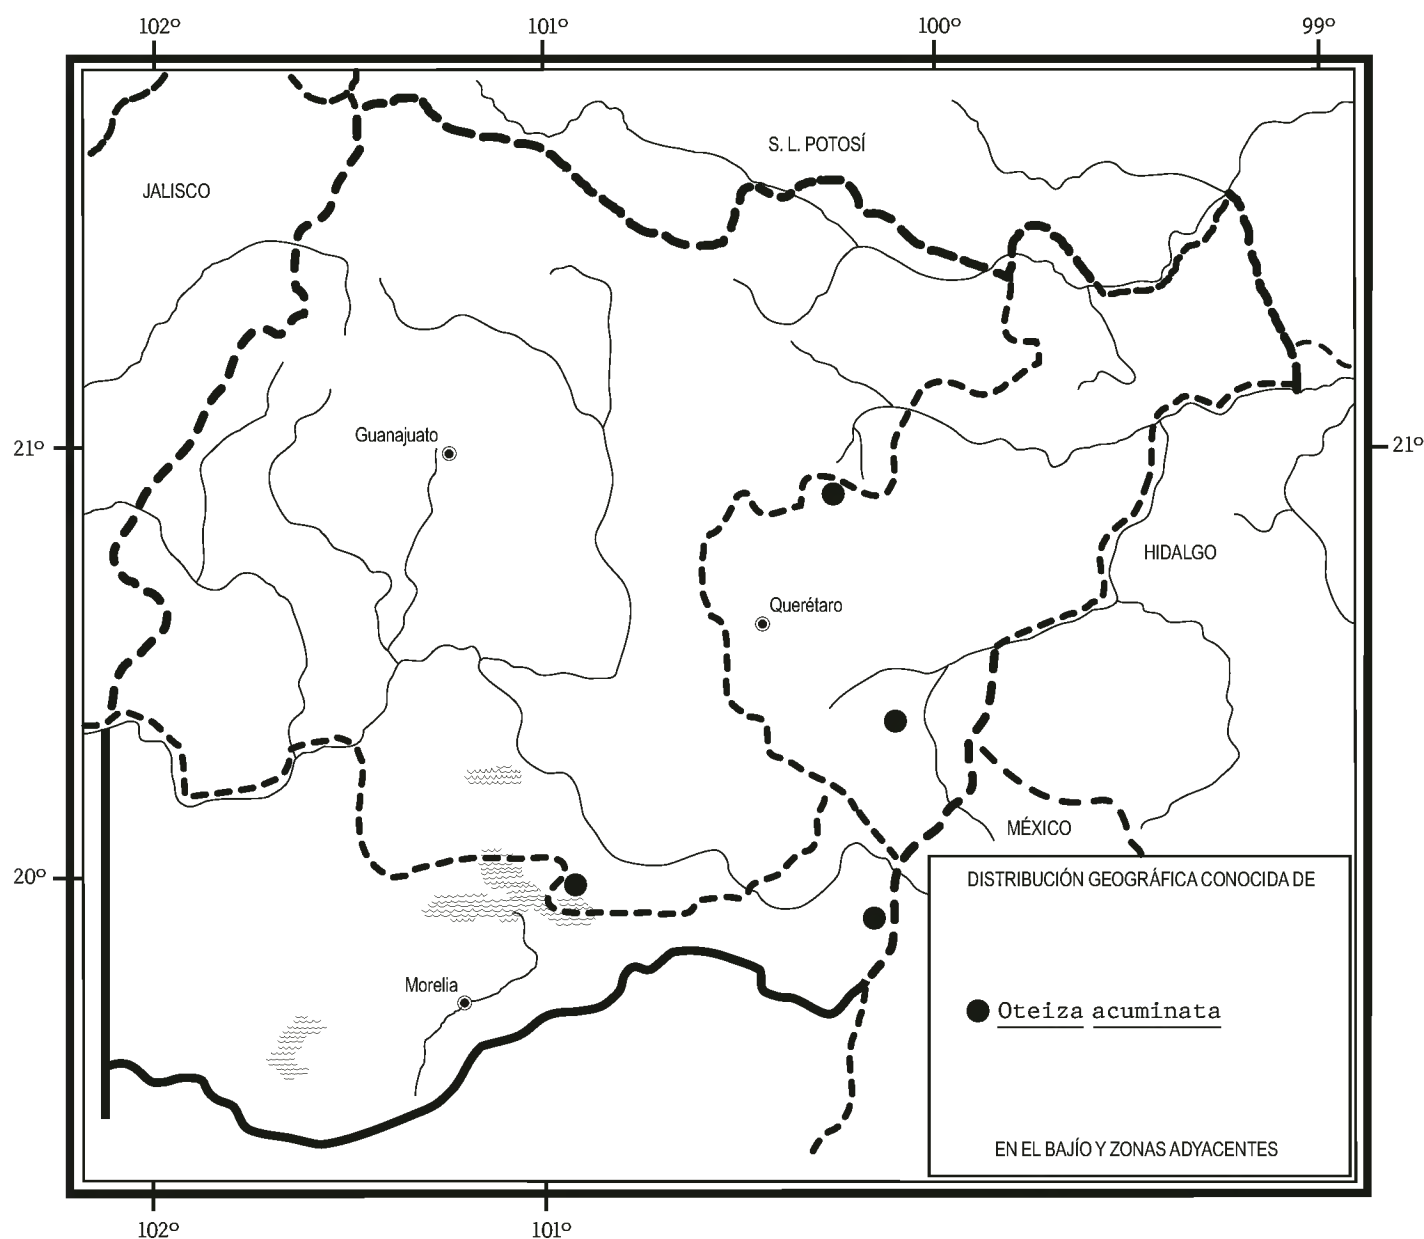 102º 101º 100º 99º
S. L. POTOSÍ
JALISCO
Guanajuato
21º 21º
HIDALGO
Querétaro
MÉXICO
20º
DISTRIBUCIÓN GEOGRÁFICA CONOCIDA DE
Morelia
Oteiza acuminata
EN EL BAJÍO Y ZONAS ADYACENTES
102º 101º